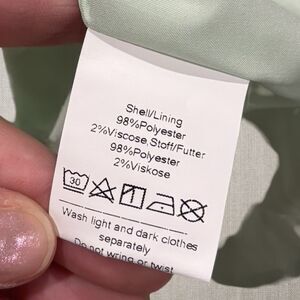 Shell/Lining
98%Polyester
2%Viscose,Stoff/Futter
98%Polyester
2%Viskose
30
Wash light and dark clothes
separately
Do not wring or twist